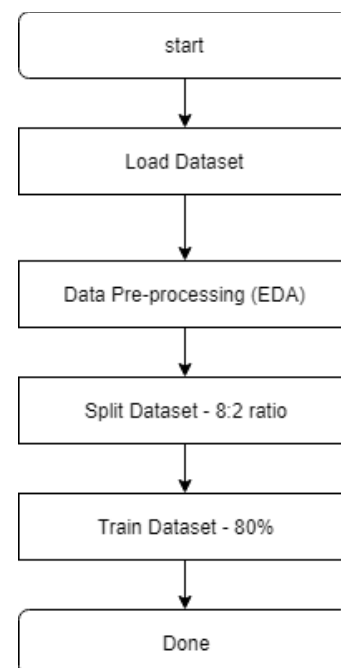 start
Load Dataset
Data Pre-processing (EDA)
Split Dataset - 8:2 ratio
Train Dataset - 80%
Done